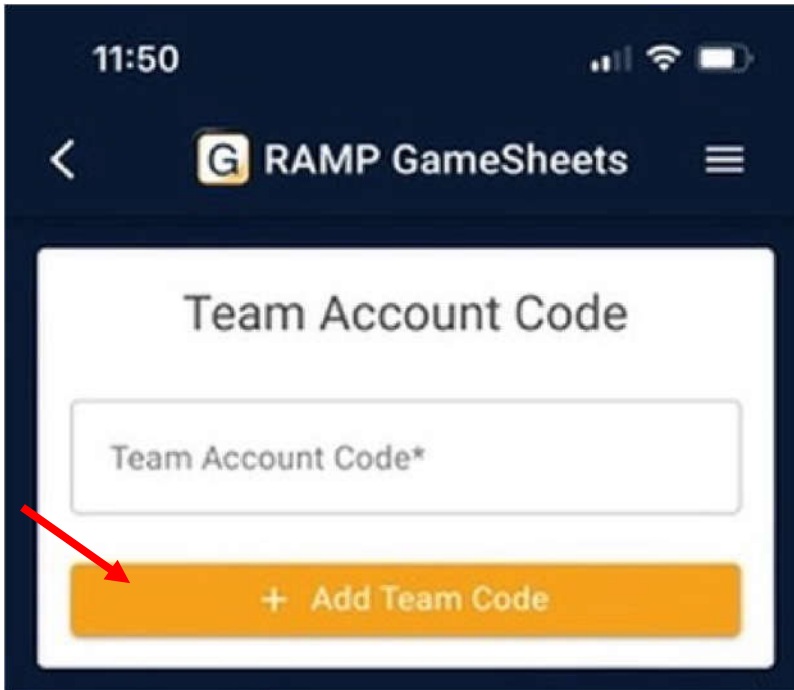 11:50
G RAMP GameSheets
Team Account Code
Team Account Code*
+ Add Team Code